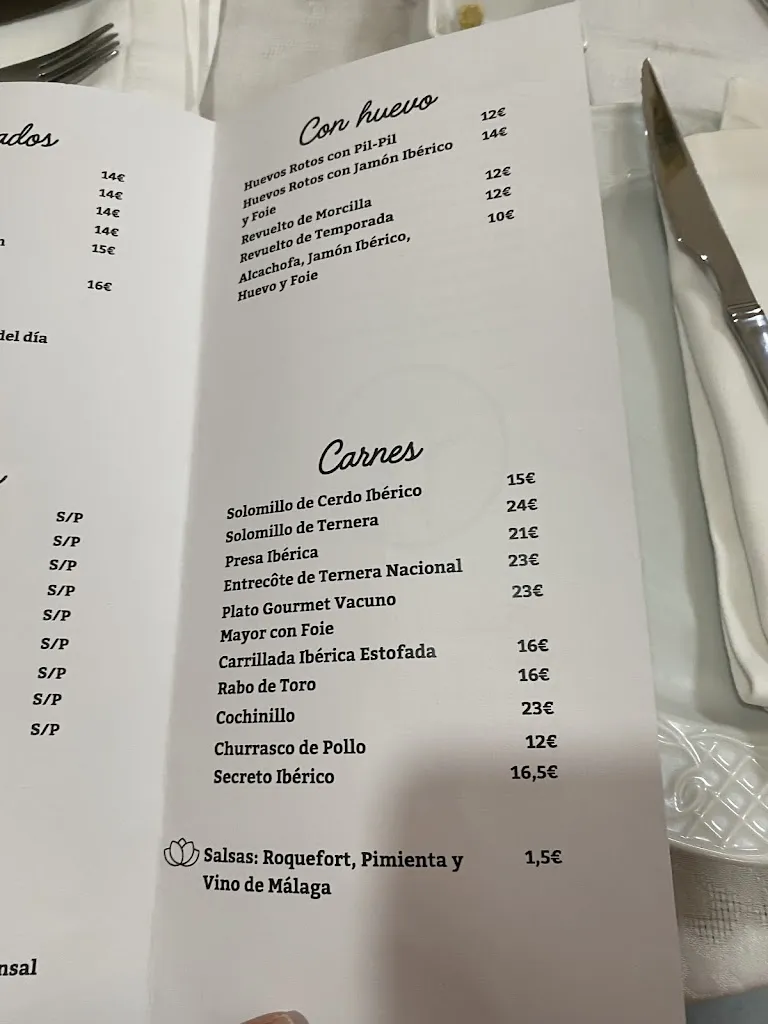 ados
14€
14€
14€
14€
15€
16€
del día
S/P
S/P
S/P
S/P
S/P
S/P
S/P
S/P
S/P
nsal
Con huevo
Huevos Rotos con Pil-Pil 12€
Huevos Rotos con Jamón Ibérico 14€
y Foie
Revuelto de Morcilla 12€
Revuelto de Temporada 12€
Alcachofa, Jamón Ibérico, 10€
Huevo y Foie
Carnes
Solomillo de Cerdo Ibérico 15€
Solomillo de Ternera 24€
Presa Ibérica 21€
Entrecôte de Ternera Nacional 23€
Plato Gourmet Vacuno 23€
Mayor con Foie
Carrillada Ibérica Estofada 16€
Rabo de Toro 16€
Cochinillo 23€
Churrasco de Pollo 12€
Secreto Ibérico 16,5€
Salsas: Roquefort, Pimienta y 1,5€
Vino de Málaga